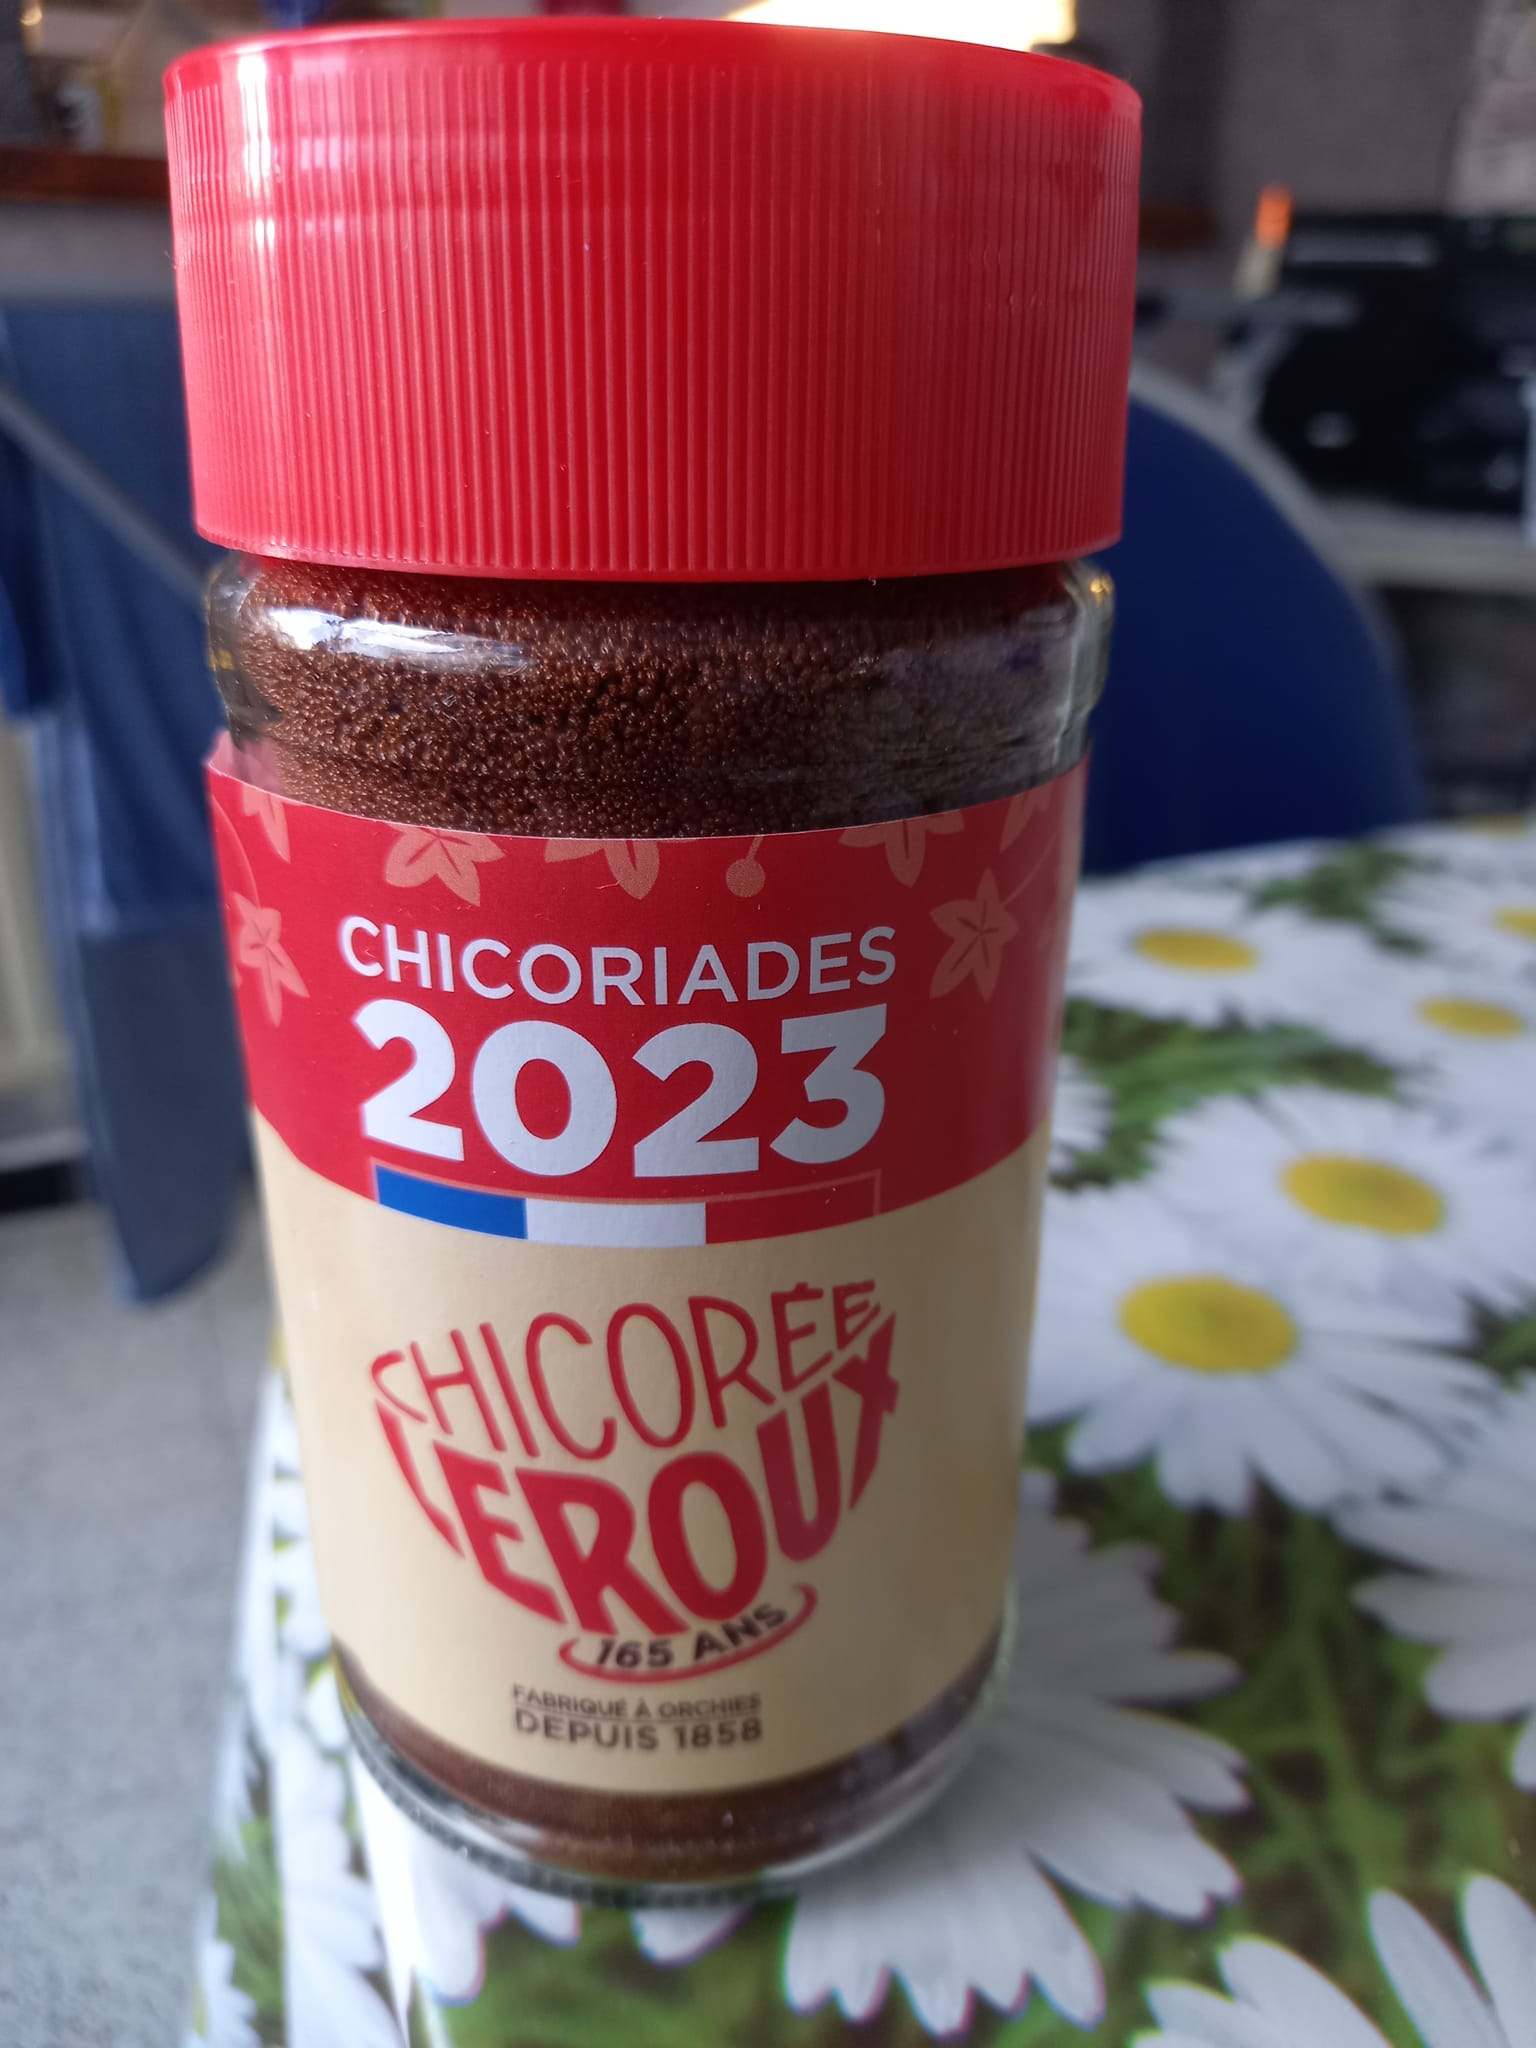 CHICORIADES
2023
CHICORÉE
LEROUX
165 ANS
FABRIQUÉ À ORCHIES
DEPUIS 1858